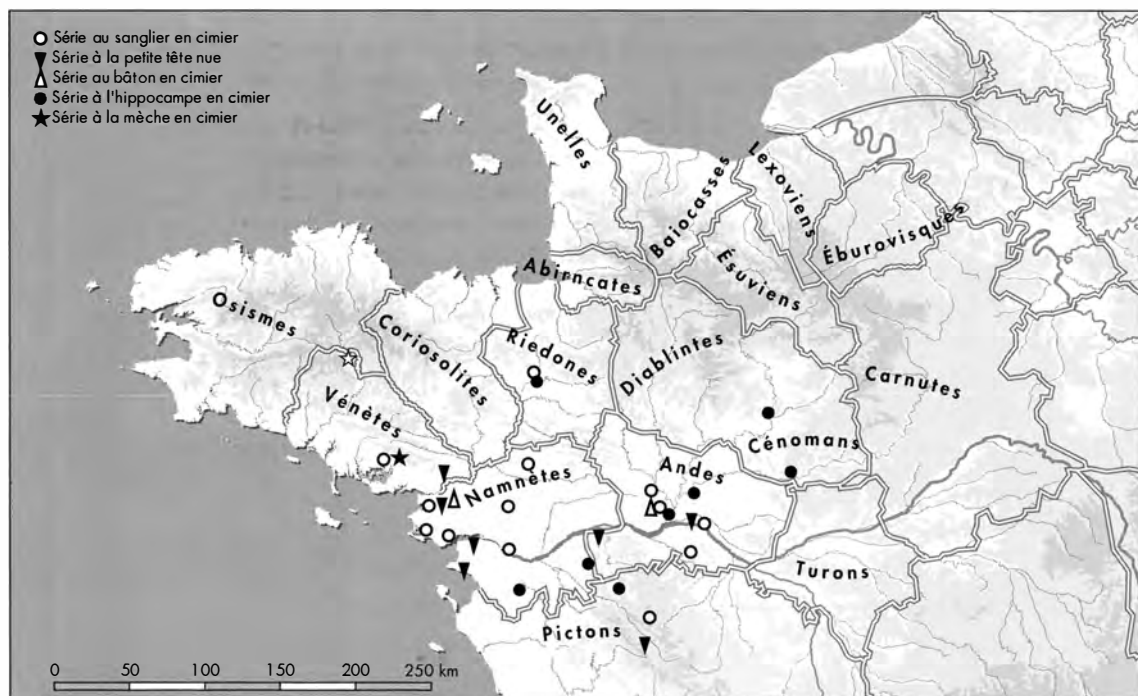 Série au sanglier en cimier
Série à la petite tête nue
Série au bâton en cimier
Série à l'hippocampe en cimier
Série à la mèche en cimier
Unelles
Baiocasses
Lexoviens
Éburovisques
Ésuviens
Abirncates
Osismes
Coriosolites
Riedones
Diablintes
Carnutes
Vénètes
Cénomans
Andes
Namnètes
Turons
Pictons
0 50 100 150 200 250 km